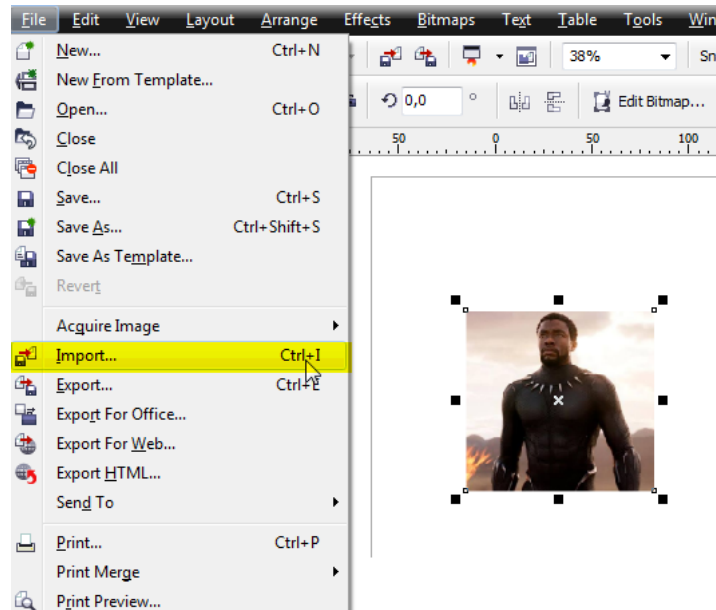 File Edit View Layout Arrange Effects Bitmaps Text Table Tools Win
New... Ctrl+N
38% Sn
New From Template...
Open... Ctrl+O
0,0 ° Edit Bitmap...
Close
50 0 50 100
Close All
Save... Ctrl+S
Save As... Ctrl+Shift+S
Save As Template...
Revert
Acquire Image
Import... Ctrl+I
Export... Ctrl+E
Export For Office...
Export For Web...
Export HTML...
Send To
Print... Ctrl+P
Print Merge
Print Preview...